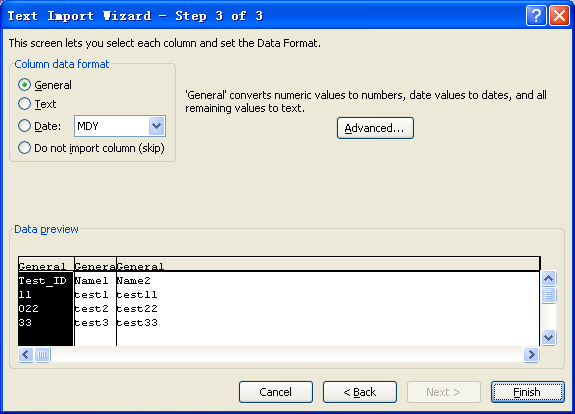 Text Import Wizard - Step 3 of 3
This screen lets you select each column and set the Data Format.
Column data format
General
Text
Date: MDY
Do not import column (skip)
'General' converts numeric values to numbers, date values to dates, and all
remaining values to text.
Advanced...
Data preview
General Genera General
Test_ID Name1 Name2
11 test1 test11
022 test2 test22
33 test3 test33
Cancel < Back Next > Finish